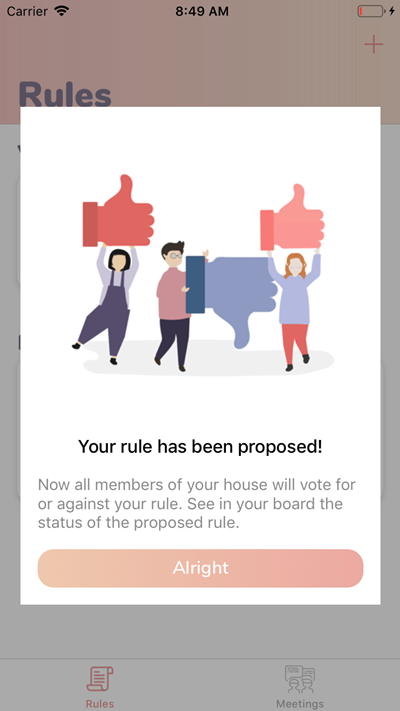 Carrier 8:49 AM
Rules
Your rule has been proposed!
Now all members of your house will vote for
or against your rule. See in your board the
status of the proposed rule.
Alright
Rules Meetings